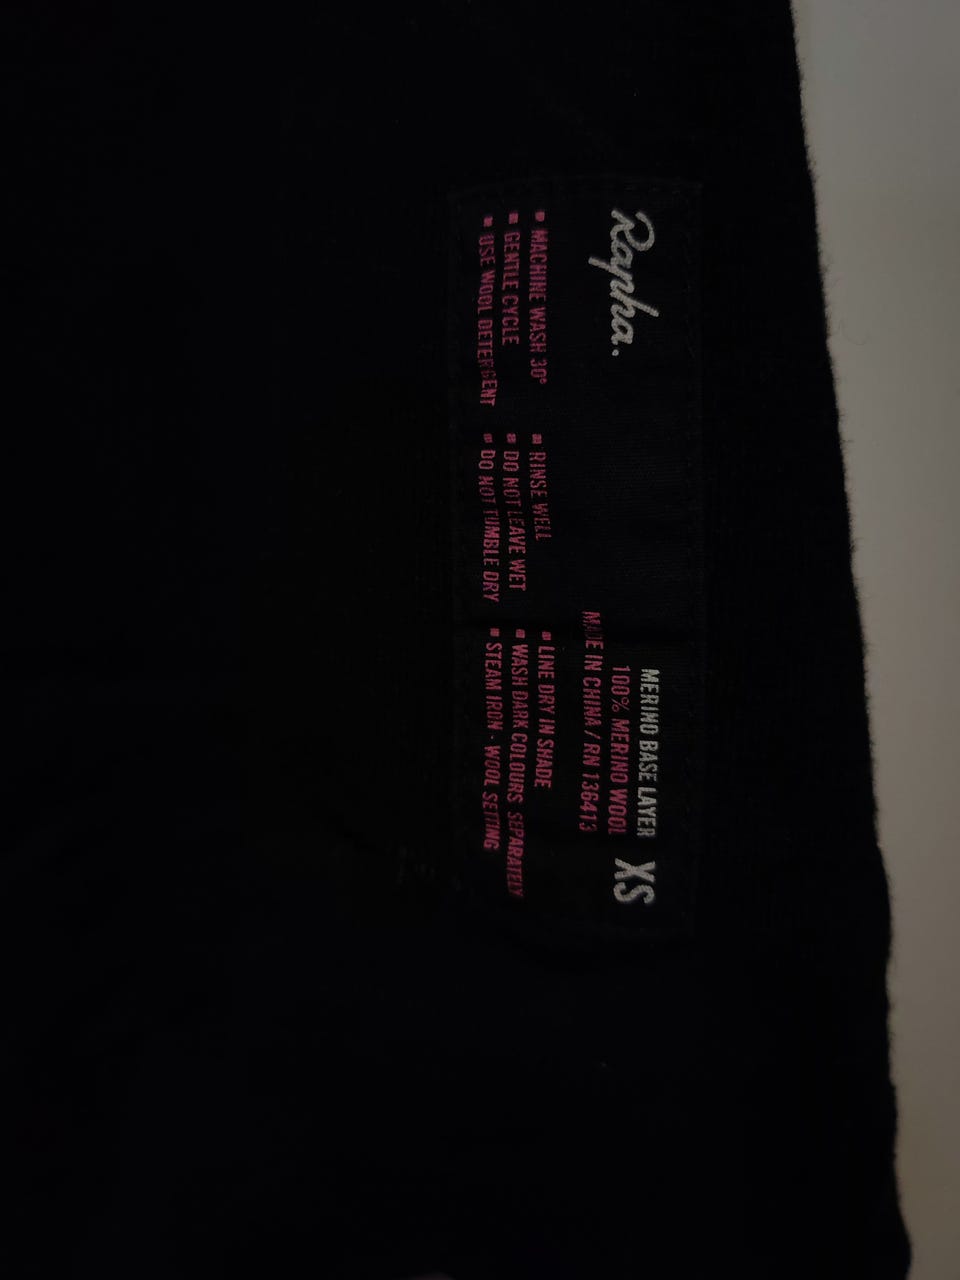 Rapha.
MERINO BASE LAYER XS
100% MERINO WOOL
MADE IN CHINA / RN 136413
▪ MACHINE WASH 30°
▪ GENTLE CYCLE
▪ USE WOOL DETERGENT
▪ RINSE WELL
▪ DO NOT LEAVE WET
▪ DO NOT TUMBLE DRY
▪ LINE DRY IN SHADE
▪ WASH DARK COLOURS SEPARATELY
▪ STEAM IRON - WOOL SETTING